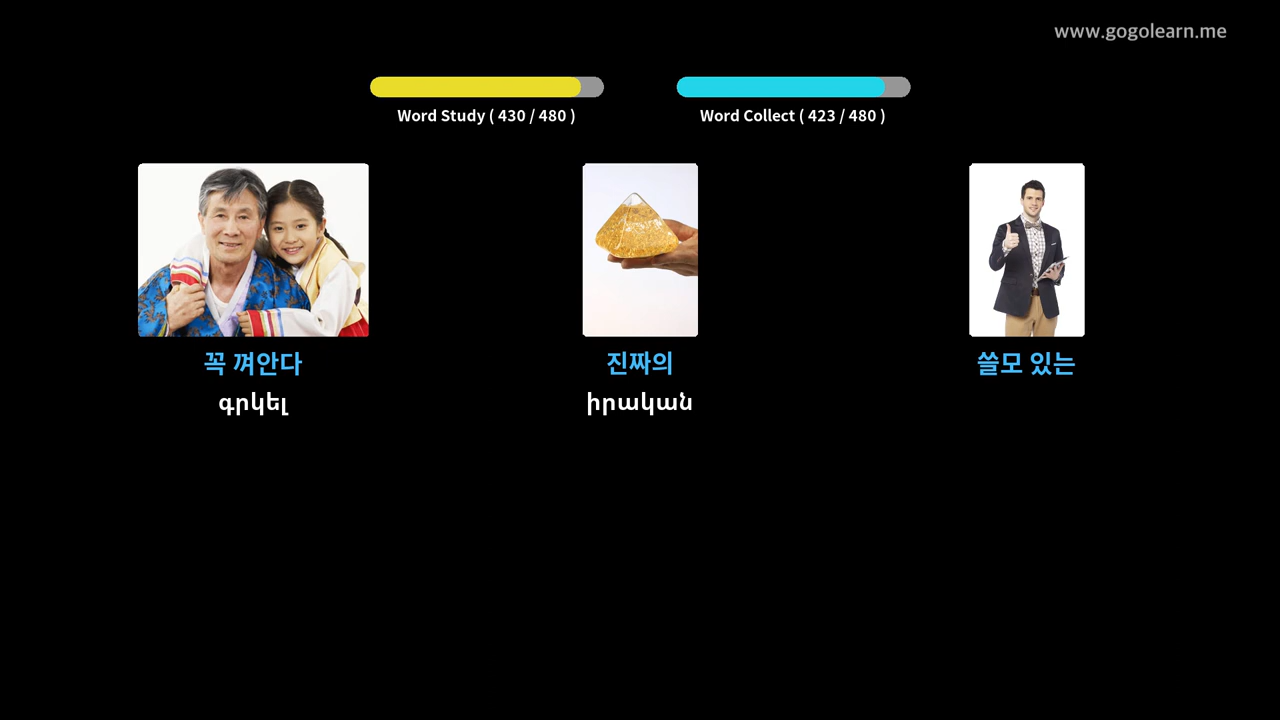 www.gogolearn.me
Word Study ( 430 / 480 )
Word Collect ( 423 / 480 )
꼭 껴안다
գրկել
진짜의
իրական
쓸모 있는